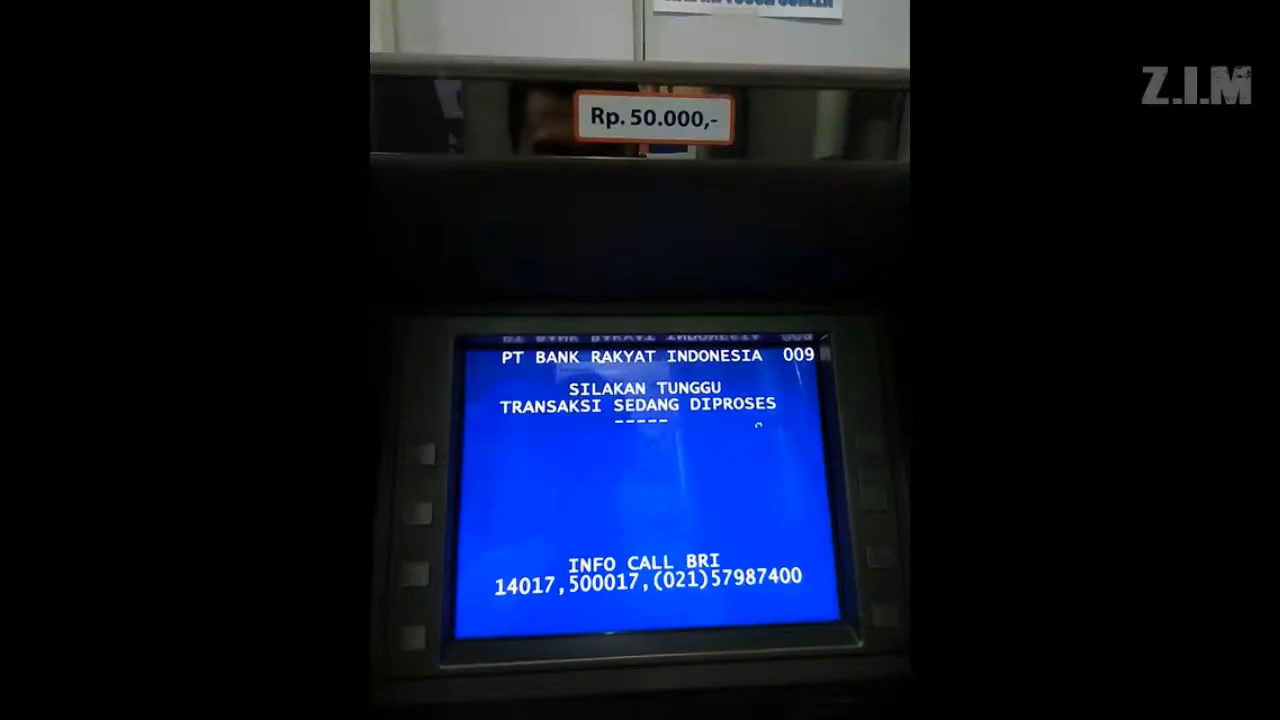 Z.I.M
Rp. 50.000,-
PT BANK RAKYAT INDONESIA 009
SILAKAN TUNGGU
TRANSAKSI SEDANG DIPROSES
-----
INFO CALL BRI
14017,500017,(021)57987400